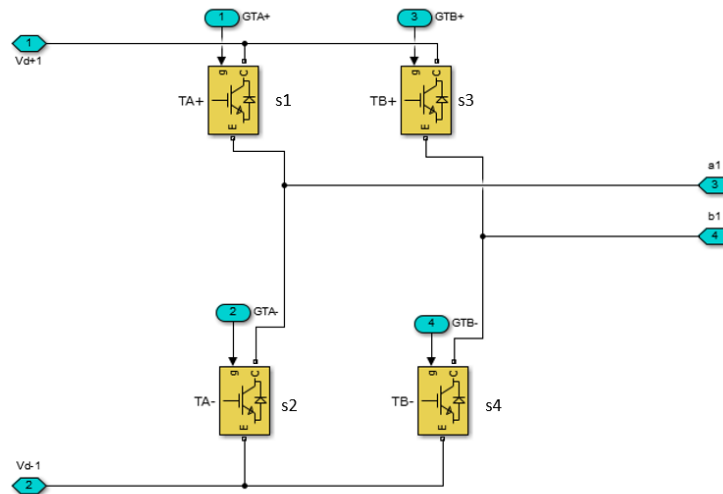 1 GTA+
3 GTB+
1
Vd+1
g C
TA+ E s1
g C
TB+ E s3
a1
3
b1
4
2 GTA-
4 GTB-
g C
TA- E s2
g C
TB- E s4
Vd-1
2